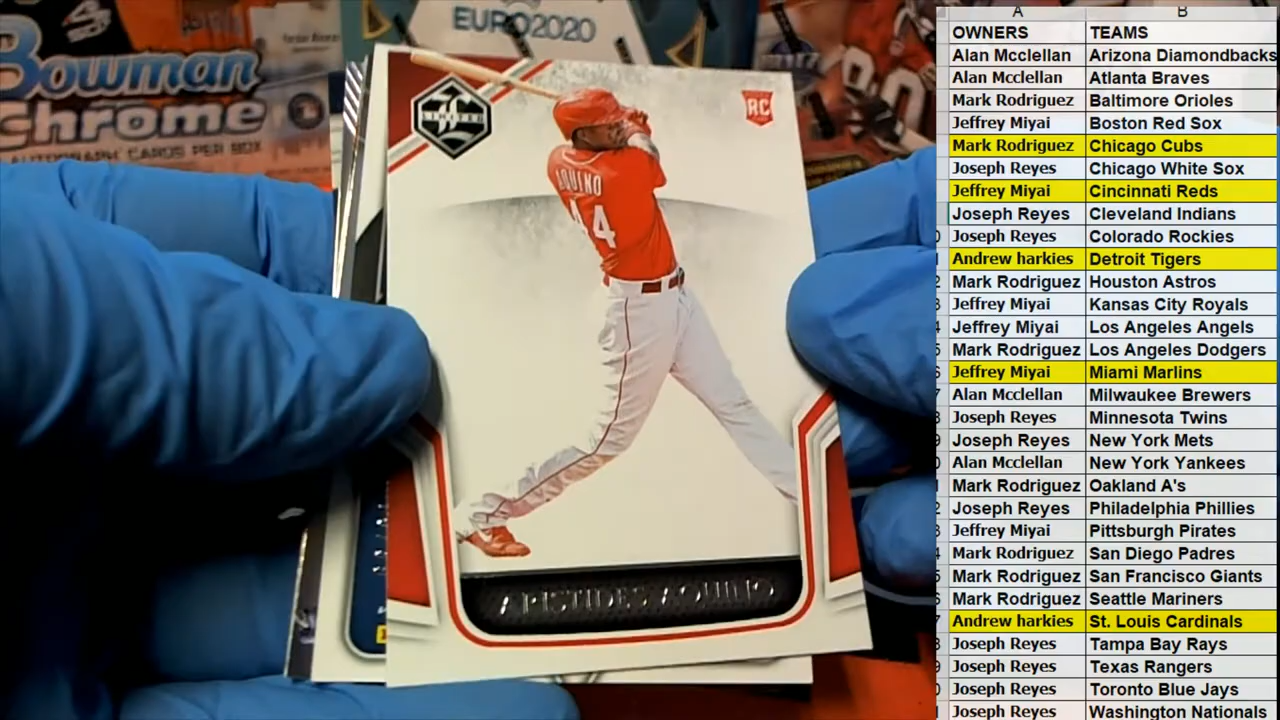 EURO2020
Bowman
Chrome
AUTOGRAPH CARDS PER BOX
LIMITED
RC
AQUINO
44
ARISTIDES AQUINO
A B
OWNERS TEAMS
Alan Mcclellan Arizona Diamondbacks
Alan Mcclellan Atlanta Braves
Mark Rodriguez Baltimore Orioles
Jeffrey Miyai Boston Red Sox
Mark Rodriguez Chicago Cubs
Joseph Reyes Chicago White Sox
Jeffrey Miyai Cincinnati Reds
Joseph Reyes Cleveland Indians
Joseph Reyes Colorado Rockies
Andrew harkies Detroit Tigers
Mark Rodriguez Houston Astros
Jeffrey Miyai Kansas City Royals
Jeffrey Miyai Los Angeles Angels
Mark Rodriguez Los Angeles Dodgers
Jeffrey Miyai Miami Marlins
Alan Mcclellan Milwaukee Brewers
Joseph Reyes Minnesota Twins
Joseph Reyes New York Mets
Alan Mcclellan New York Yankees
Mark Rodriguez Oakland A's
Joseph Reyes Philadelphia Phillies
Jeffrey Miyai Pittsburgh Pirates
Mark Rodriguez San Diego Padres
Mark Rodriguez San Francisco Giants
Mark Rodriguez Seattle Mariners
Andrew harkies St. Louis Cardinals
Joseph Reyes Tampa Bay Rays
Joseph Reyes Texas Rangers
Joseph Reyes Toronto Blue Jays
Joseph Reyes Washington Nationals